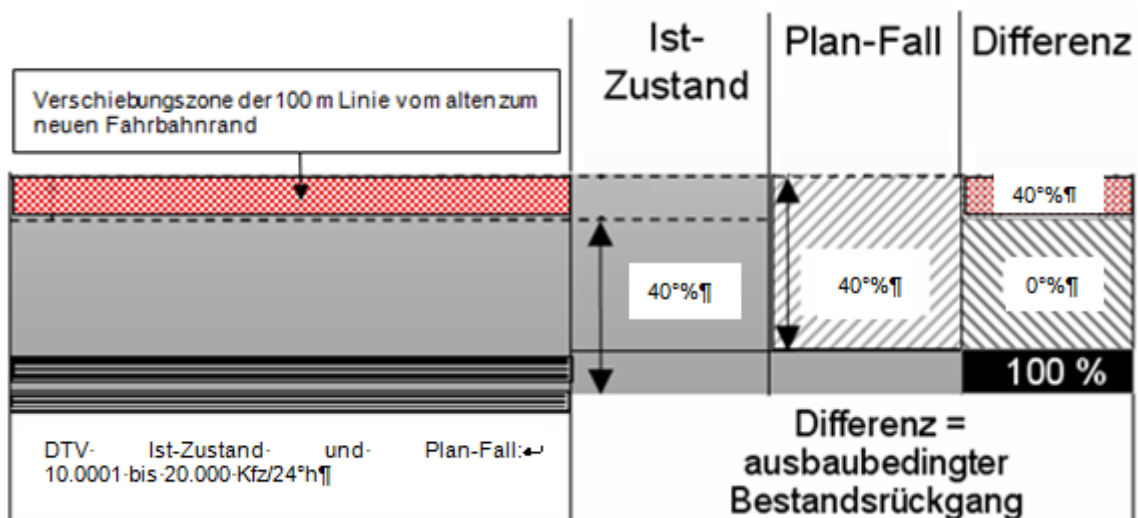 Ist-
Zustand
Plan-Fall
Differenz
Verschiebungszone der 100 m Linie vom alten zum
neuen Fahrbahnrand
40°%¶
40°%¶
40°%¶
0°%¶
100 %
DTV- Ist-Zustand- und- Plan-Fall:↵
10.0001·bis·20.000·Kfz/24°h¶
Differenz =
ausbaubedingter
Bestandsrückgang